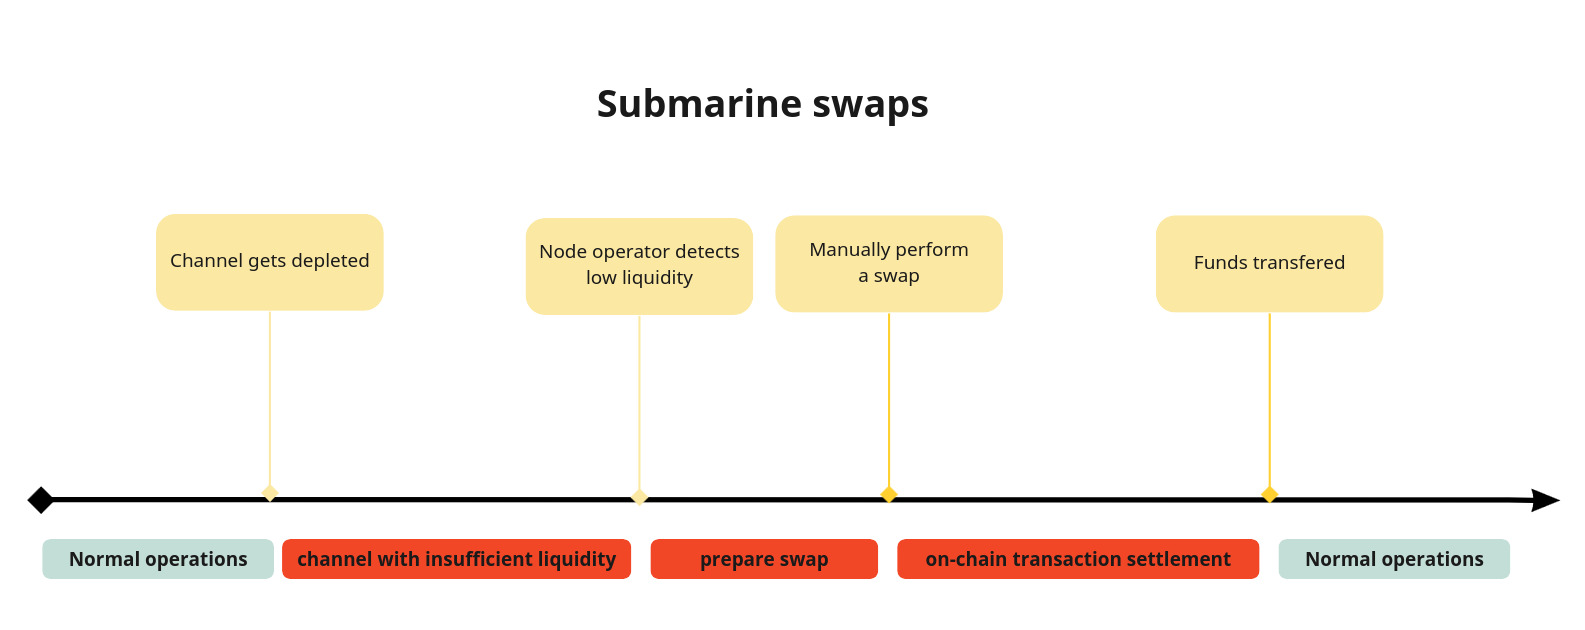 Submarine swaps
Channel gets depleted
Node operator detects
low liquidity
Manually perform
a swap
Funds transfered
Normal operations
channel with insufficient liquidity
prepare swap
on-chain transaction settlement
Normal operations